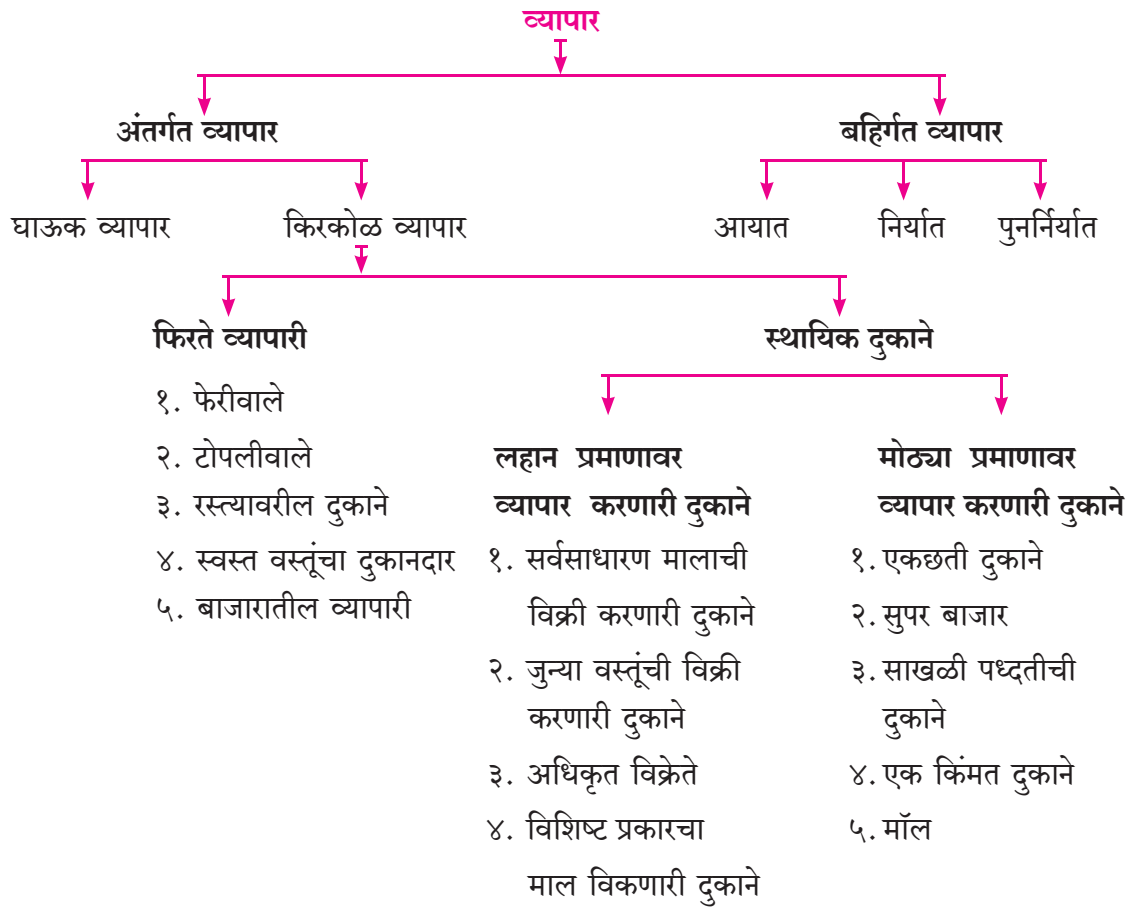 व्यापार
अंतर्गत व्यापार
बहिर्गत व्यापार
घाऊक व्यापार
किरकोळ व्यापार
आयात
निर्यात
पुनर्निर्यात
फिरते व्यापारी
१. फेरीवाले
२. टोपलीवाले
३. रस्त्यावरील दुकाने
४. स्वस्त वस्तूंचा दुकानदार
५. बाजारातील व्यापारी
स्थायिक दुकाने
लहान प्रमाणावर
व्यापार करणारी दुकाने
१. सर्वसाधारण मालाची
विक्री करणारी दुकाने
२. जुन्या वस्तूंची विक्री
करणारी दुकाने
३. अधिकृत विक्रेते
४. विशिष्ट प्रकारचा
माल विकणारी दुकाने
मोठ्या प्रमाणावर
व्यापार करणारी दुकाने
१. एकछती दुकाने
२. सुपर बाजार
३. साखळी पध्दतीची
दुकाने
४. एक किंमत दुकाने
५. मॉल